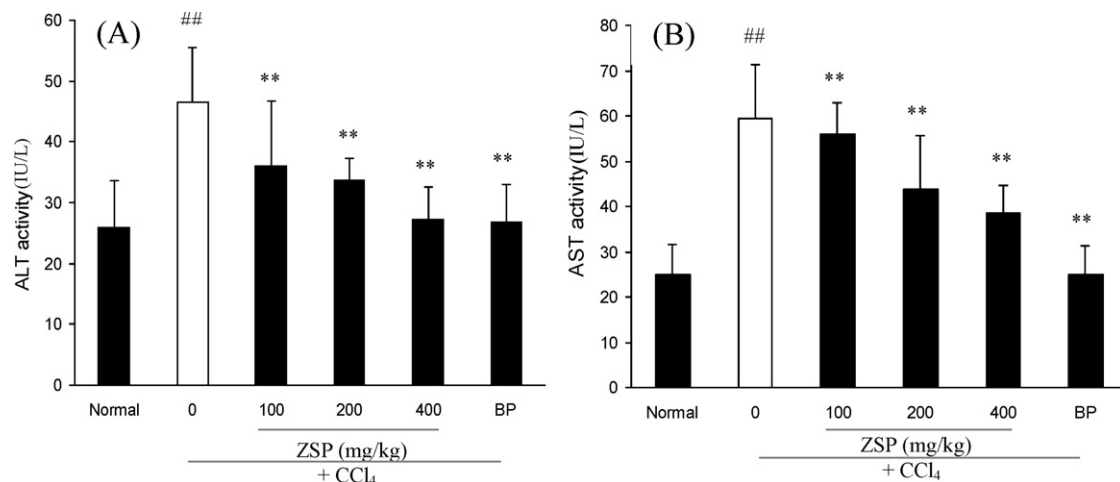 (A)
ALT activity(IU/L)
60
50
40
30
20
10
0
##
**
**
**
**
Normal 0 100 200 400 BP
ZSP (mg/kg)
+ CCl₄
(B)
AST activity(IU/L)
80
70
60
50
40
30
20
10
0
##
**
**
**
**
Normal 0 100 200 400 BP
ZSP (mg/kg)
+ CCl₄